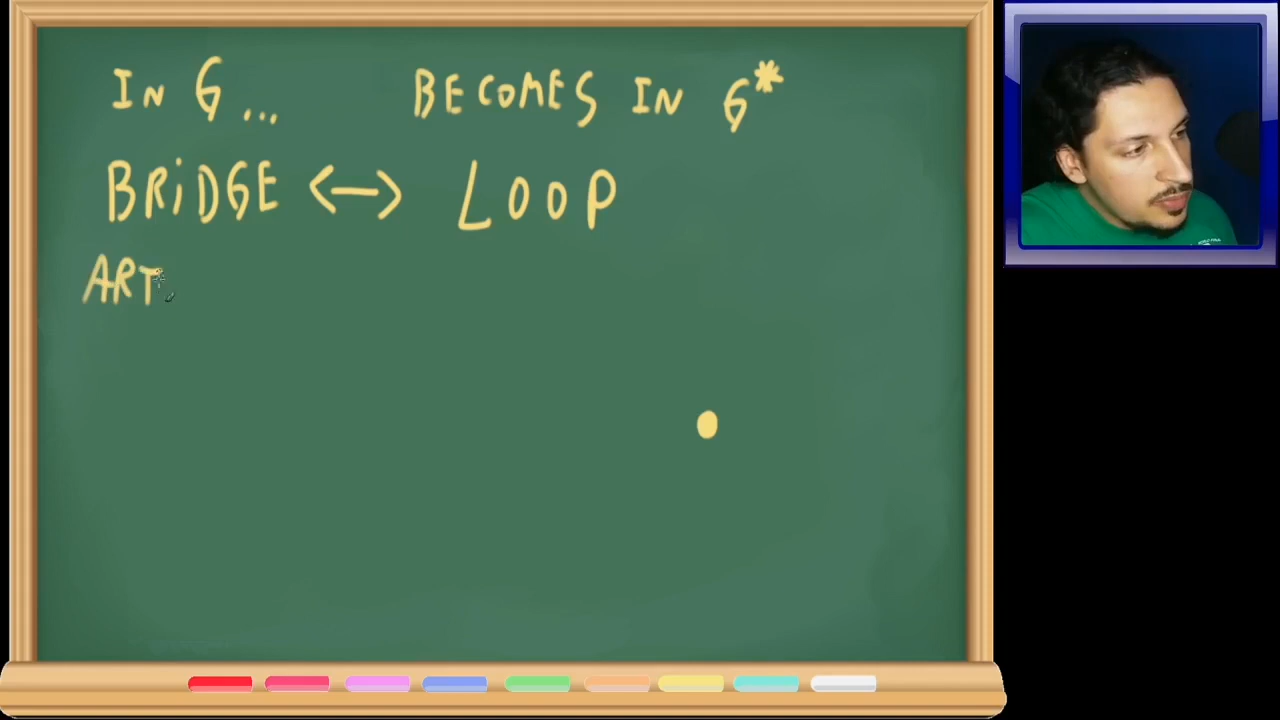 IN G... BECOMES IN G*
BRiDGE <-> LOOP
ART